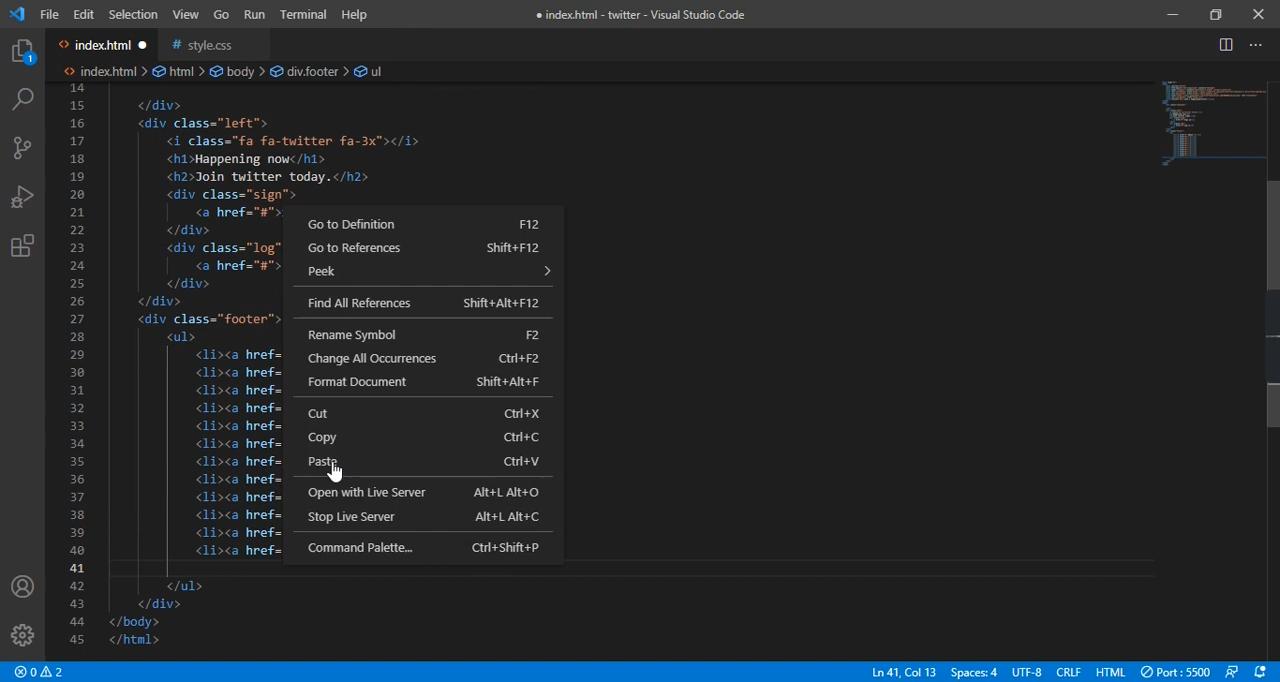 File Edit Selection View Go Run Terminal Help
● index.html - twitter - Visual Studio Code
1
<> index.html ●
# style.css
<> index.html > html > body > div.footer > ul
14
15 </div>
16 <div class="left">
17 <i class="fa fa-twitter fa-3x"></i>
18 <h1>Happening now</h1>
19 <h2>Join twitter today.</h2>
20 <div class="sign">
21 <a href="#">
22 </div>
23 <div class="log"
24 <a href="#">
25 </div>
26 </div>
27 <div class="footer">
28 <ul>
29 <li><a href=
30 <li><a href=
31 <li><a href=
32 <li><a href=
33 <li><a href=
34 <li><a href=
35 <li><a href=
36 <li><a href=
37 <li><a href=
38 <li><a href=
39 <li><a href=
40 <li><a href=
41
42 </ul>
43 </div>
44 </body>
45 </html>
Go to Definition F12
Go to References Shift+F12
Peek >
Find All References Shift+Alt+F12
Rename Symbol F2
Change All Occurrences Ctrl+F2
Format Document Shift+Alt+F
Cut Ctrl+X
Copy Ctrl+C
Paste Ctrl+V
Open with Live Server Alt+L Alt+O
Stop Live Server Alt+L Alt+C
Command Palette... Ctrl+Shift+P
0 2 Ln 41, Col 13 Spaces: 4 UTF-8 CRLF HTML Port : 5500